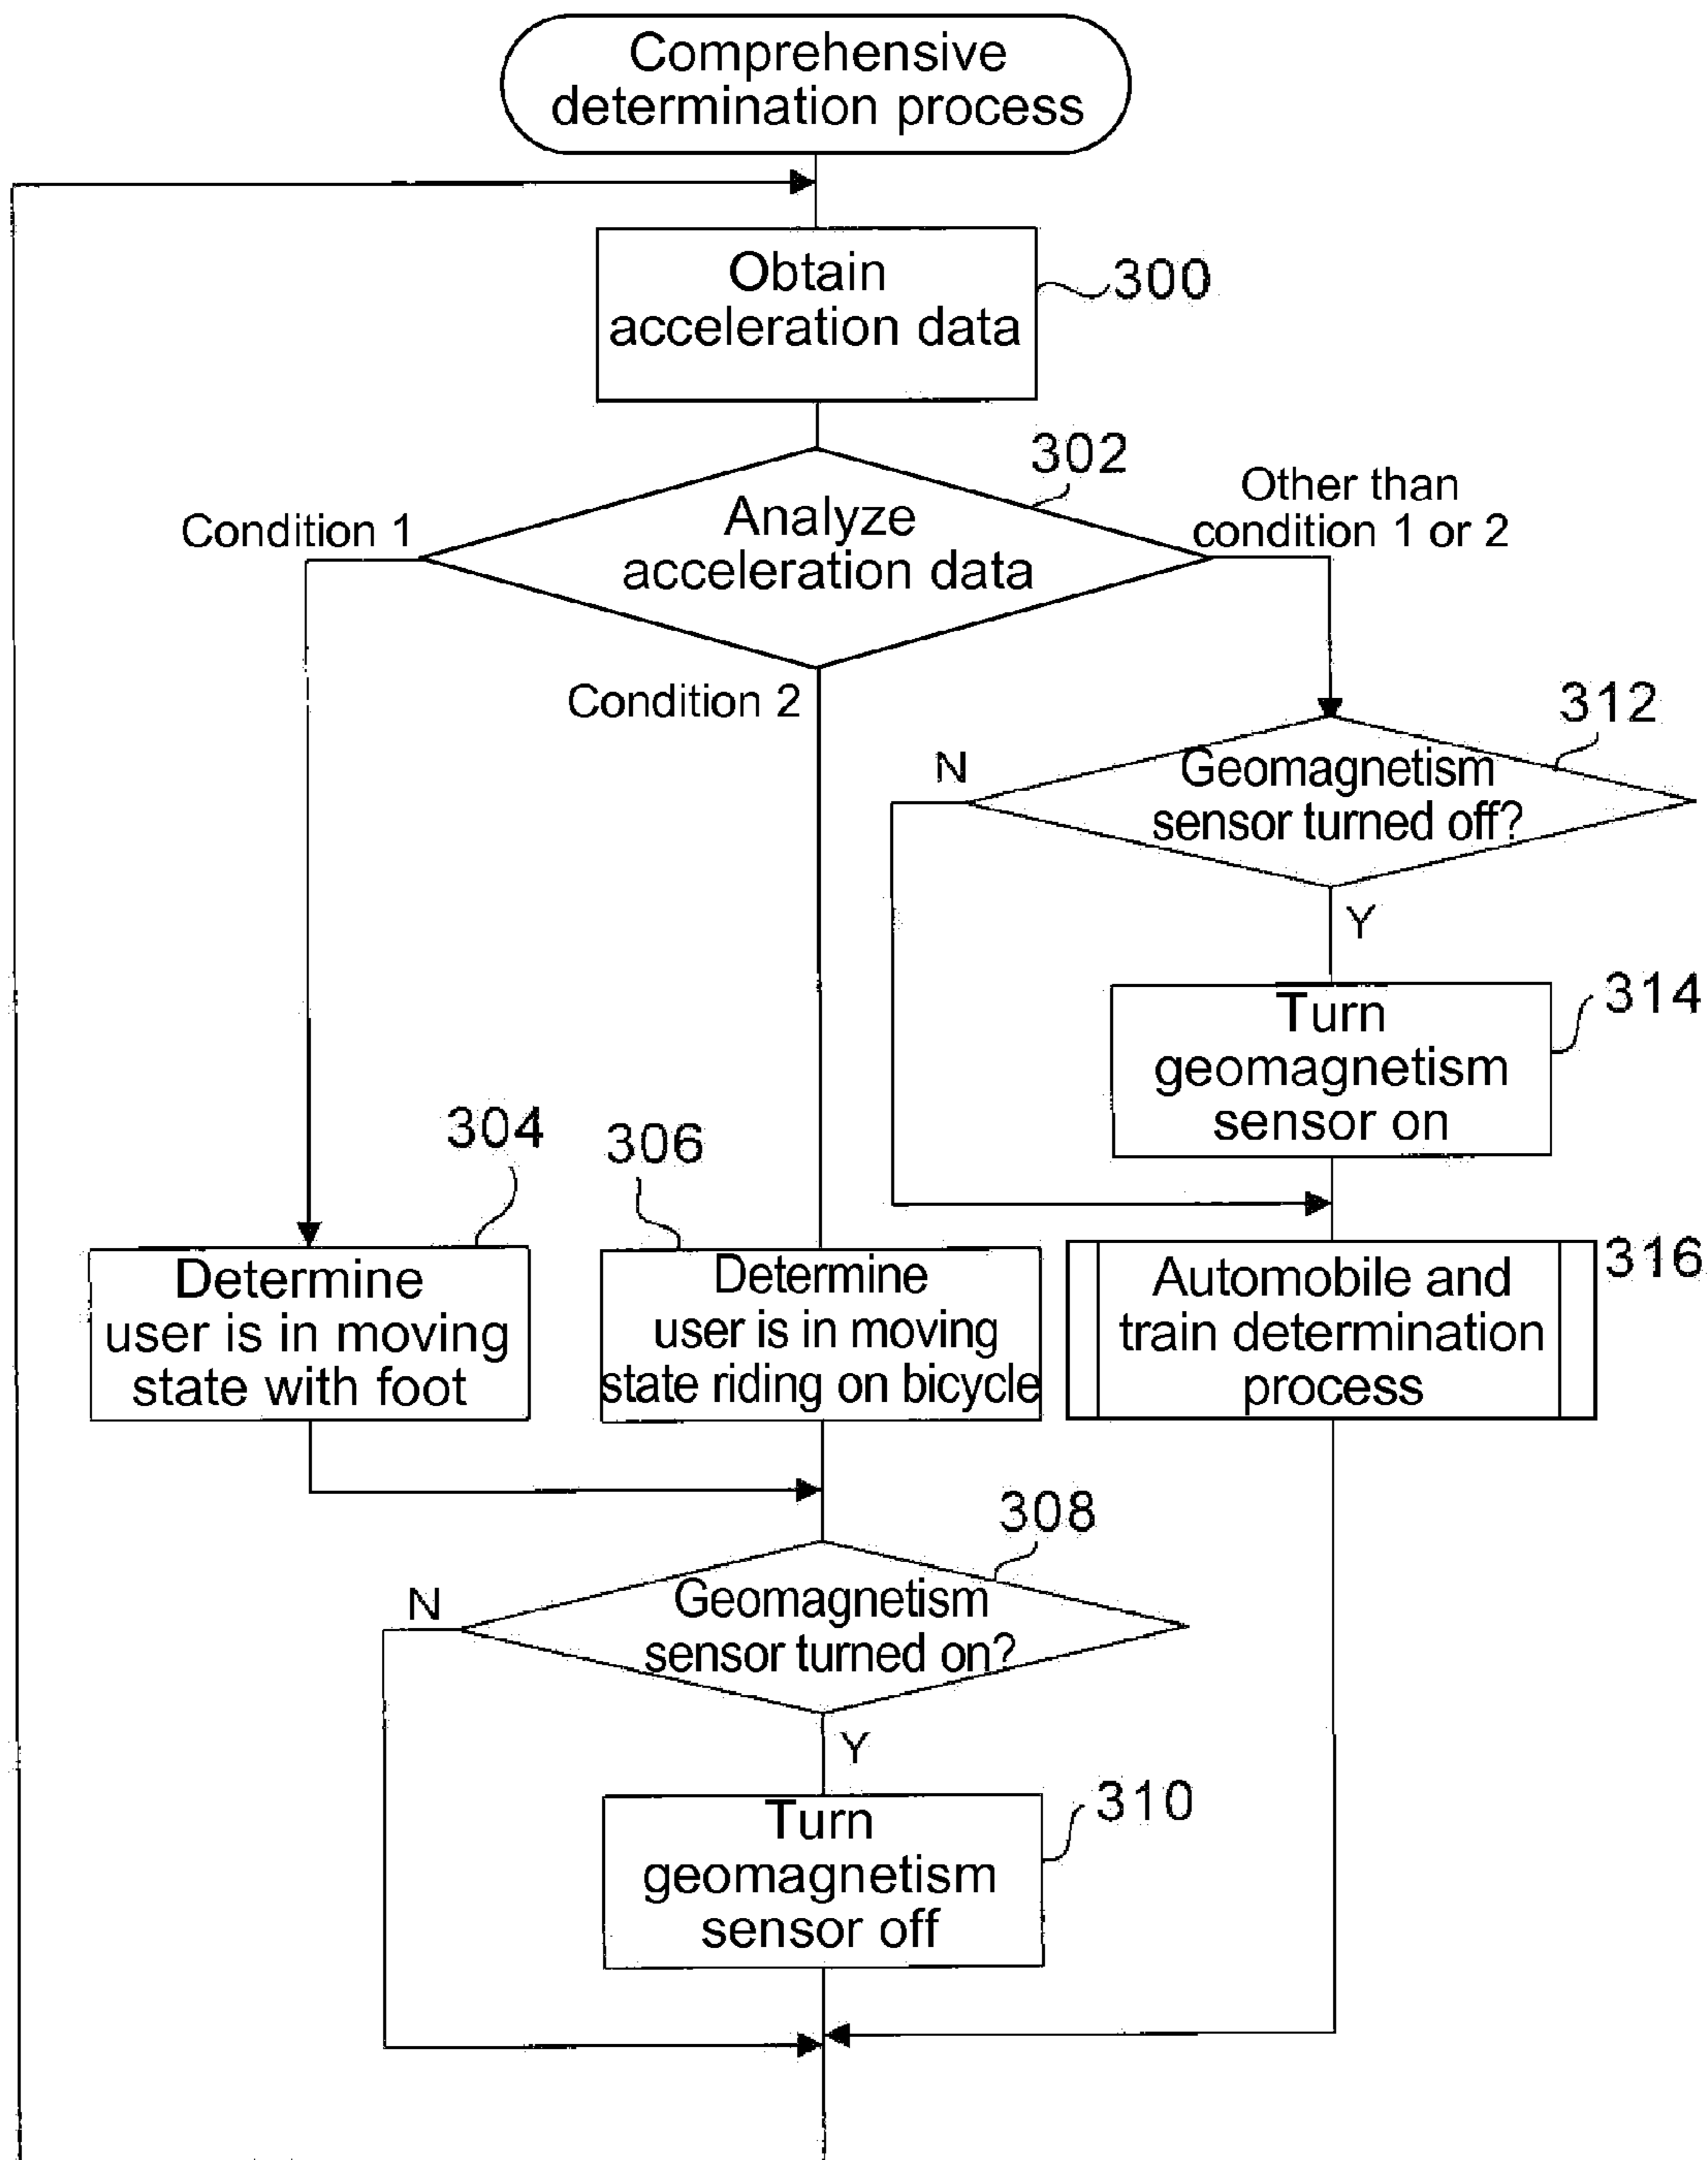 Comprehensive
determination process
Obtain
acceleration data
300
302
Analyze
acceleration data
Condition 1
Other than
condition 1 or 2
Condition 2
312
N
Geomagnetism
sensor turned off?
Y
314
Turn
geomagnetism
sensor on
304
306
316
Determine
user is in moving
state with foot
Determine
user is in moving
state riding on bicycle
Automobile and
train determination
process
308
N
Geomagnetism
sensor turned on?
Y
310
Turn
geomagnetism
sensor off